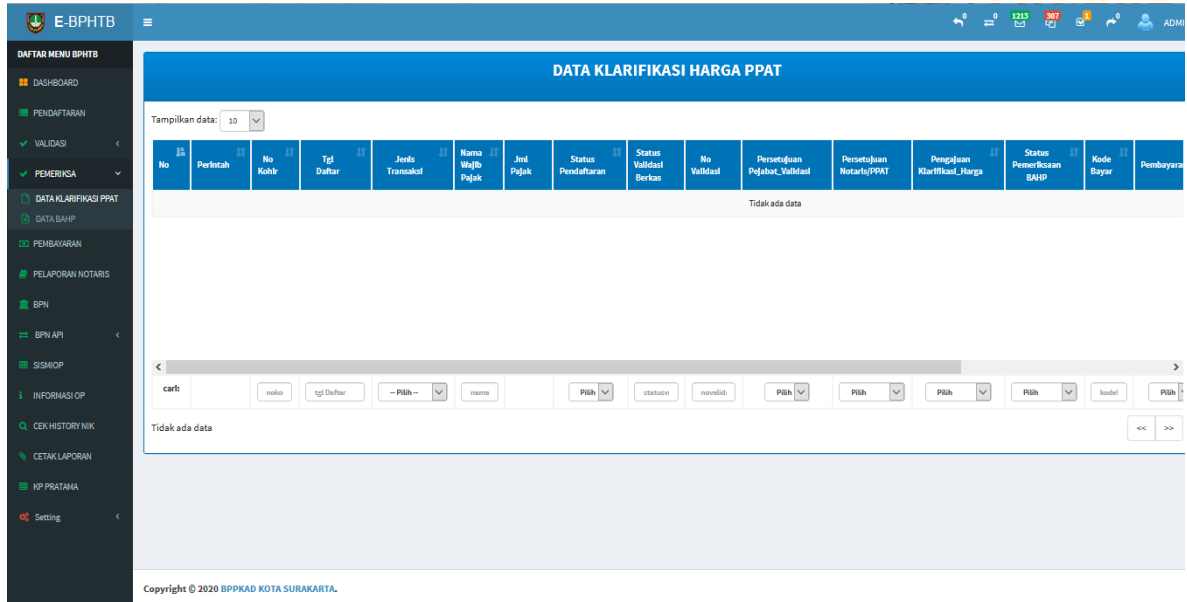 E-BPHTB
0 0 1213 307 1 0 ADMI
DAFTAR MENU BPHTB
DASHBOARD
PENDAFTARAN
VALIDASI
PEMERIKSA
DATA KLARIFIKASI PPAT
DATA BAHP
PEMBAYARAN
PELAPORAN NOTARIS
BPN
BPN API
SISMIOP
INFORMASI OP
CEK HISTORY NIK
CETAK LAPORAN
KP PRATAMA
Setting
DATA KLARIFIKASI HARGA PPAT
Tampilkan data: 10
No
Perintah
No
Kohir
Tgl
Daftar
Jenis
Transaksi
Nama
Wajib
Pajak
Jml
Pajak
Status
Pendaftaran
Status
Validasi
Berkas
No
Validasi
Persetujuan
Pejabat_Validasi
Persetujuan
Notaris/PPAT
Pengajuan
Klarifikasi_Harga
Status
Pemeriksaan
BAHP
Kode
Bayar
Pembayara
Tidak ada data
cari: noko tgl Daftar -- Pilih -- nama Pilih statusv novalid Pilih Pilih Pilih Pilih kodel Pilih
Tidak ada data
<< >>
Copyright © 2020 BPPKAD KOTA SURAKARTA.